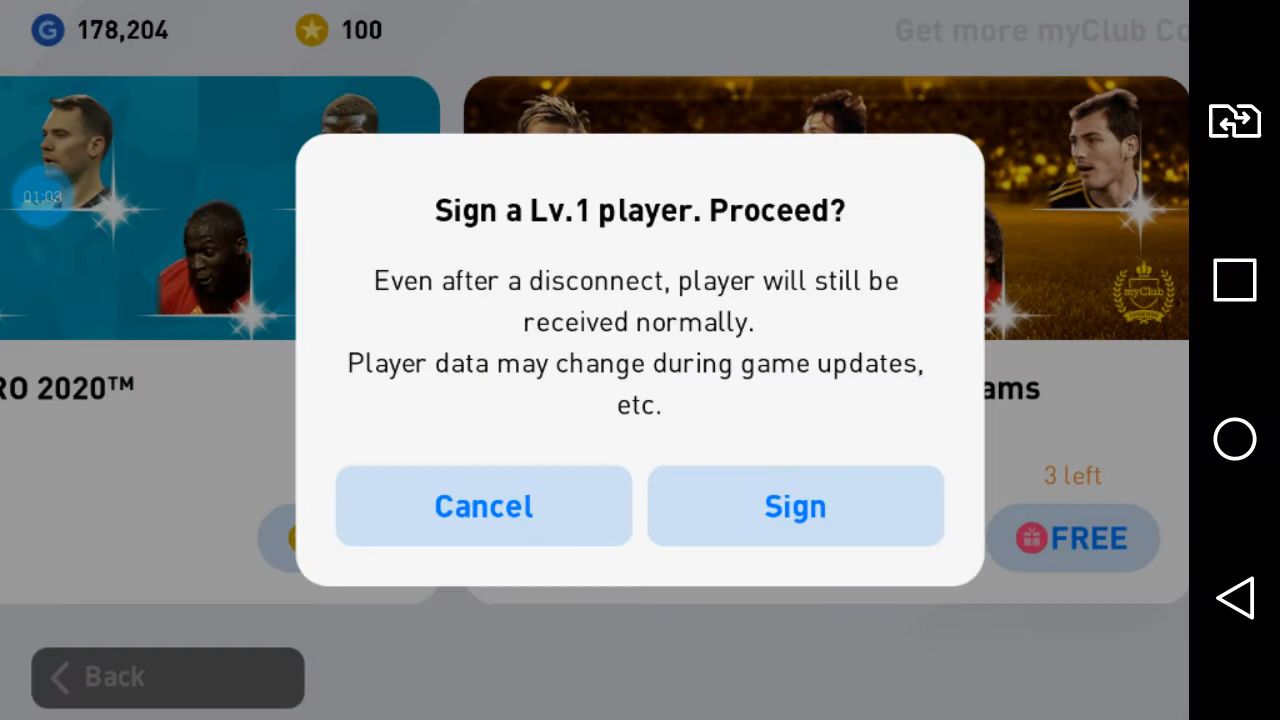 178,204
100
Get more myClub Co
01:03
Sign a Lv.1 player. Proceed?
Even after a disconnect, player will still be
received normally.
Player data may change during game updates,
etc.
RO 2020™
ams
myClub
3 left
Cancel
Sign
FREE
Back